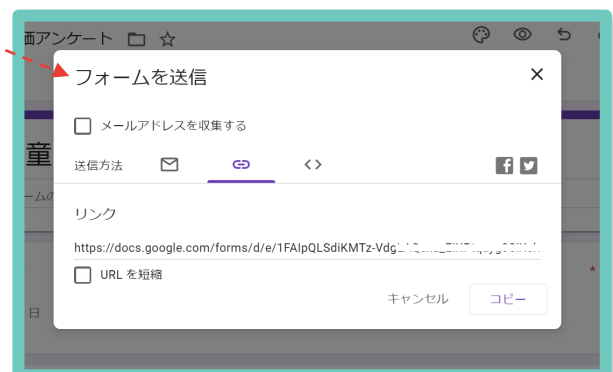 価アンケート
フォームを送信
メールアドレスを収集する
童
送信方法
ームの
リンク
https://docs.google.com/forms/d/e/1FAIpQLSdiKMTz-Vdg
URL を短縮
*
日
キャンセル コピー